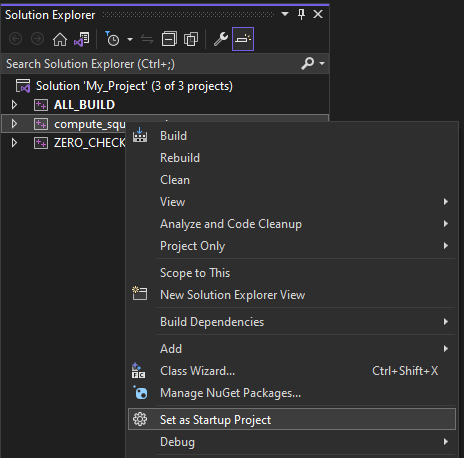 Solution Explorer
Search Solution Explorer (Ctrl+;)
Solution 'My_Project' (3 of 3 projects)
ALL_BUILD
compute_squ
ZERO_CHECK
Build
Rebuild
Clean
View
Analyze and Code Cleanup
Project Only
Scope to This
New Solution Explorer View
Build Dependencies
Add
Class Wizard... Ctrl+Shift+X
Manage NuGet Packages...
Set as Startup Project
Debug